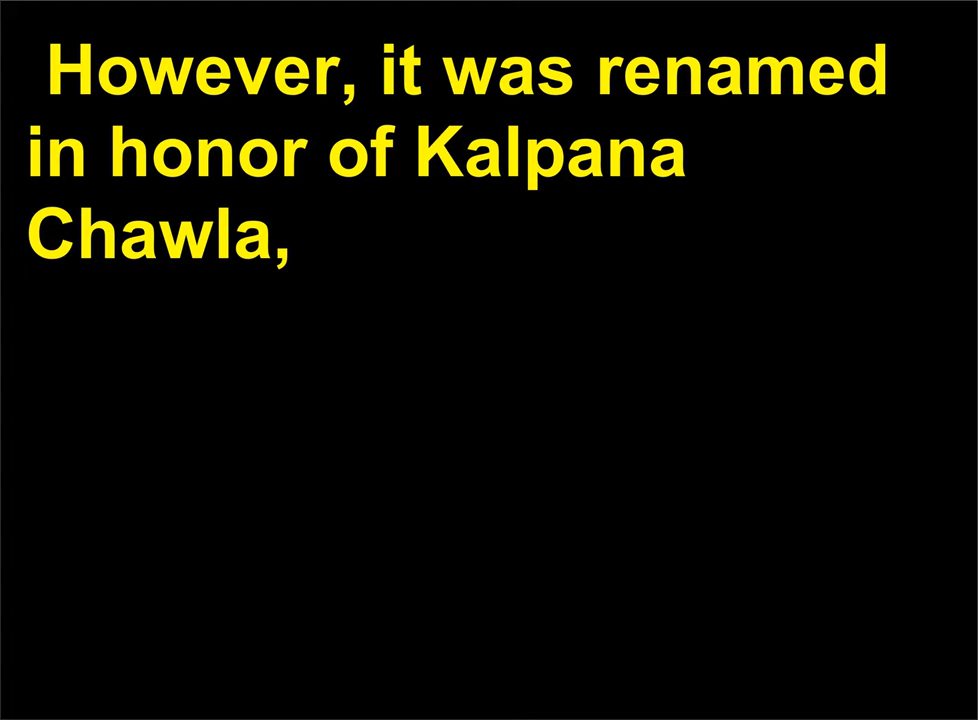 However, it was renamed
in honor of Kalpana
Chawla,